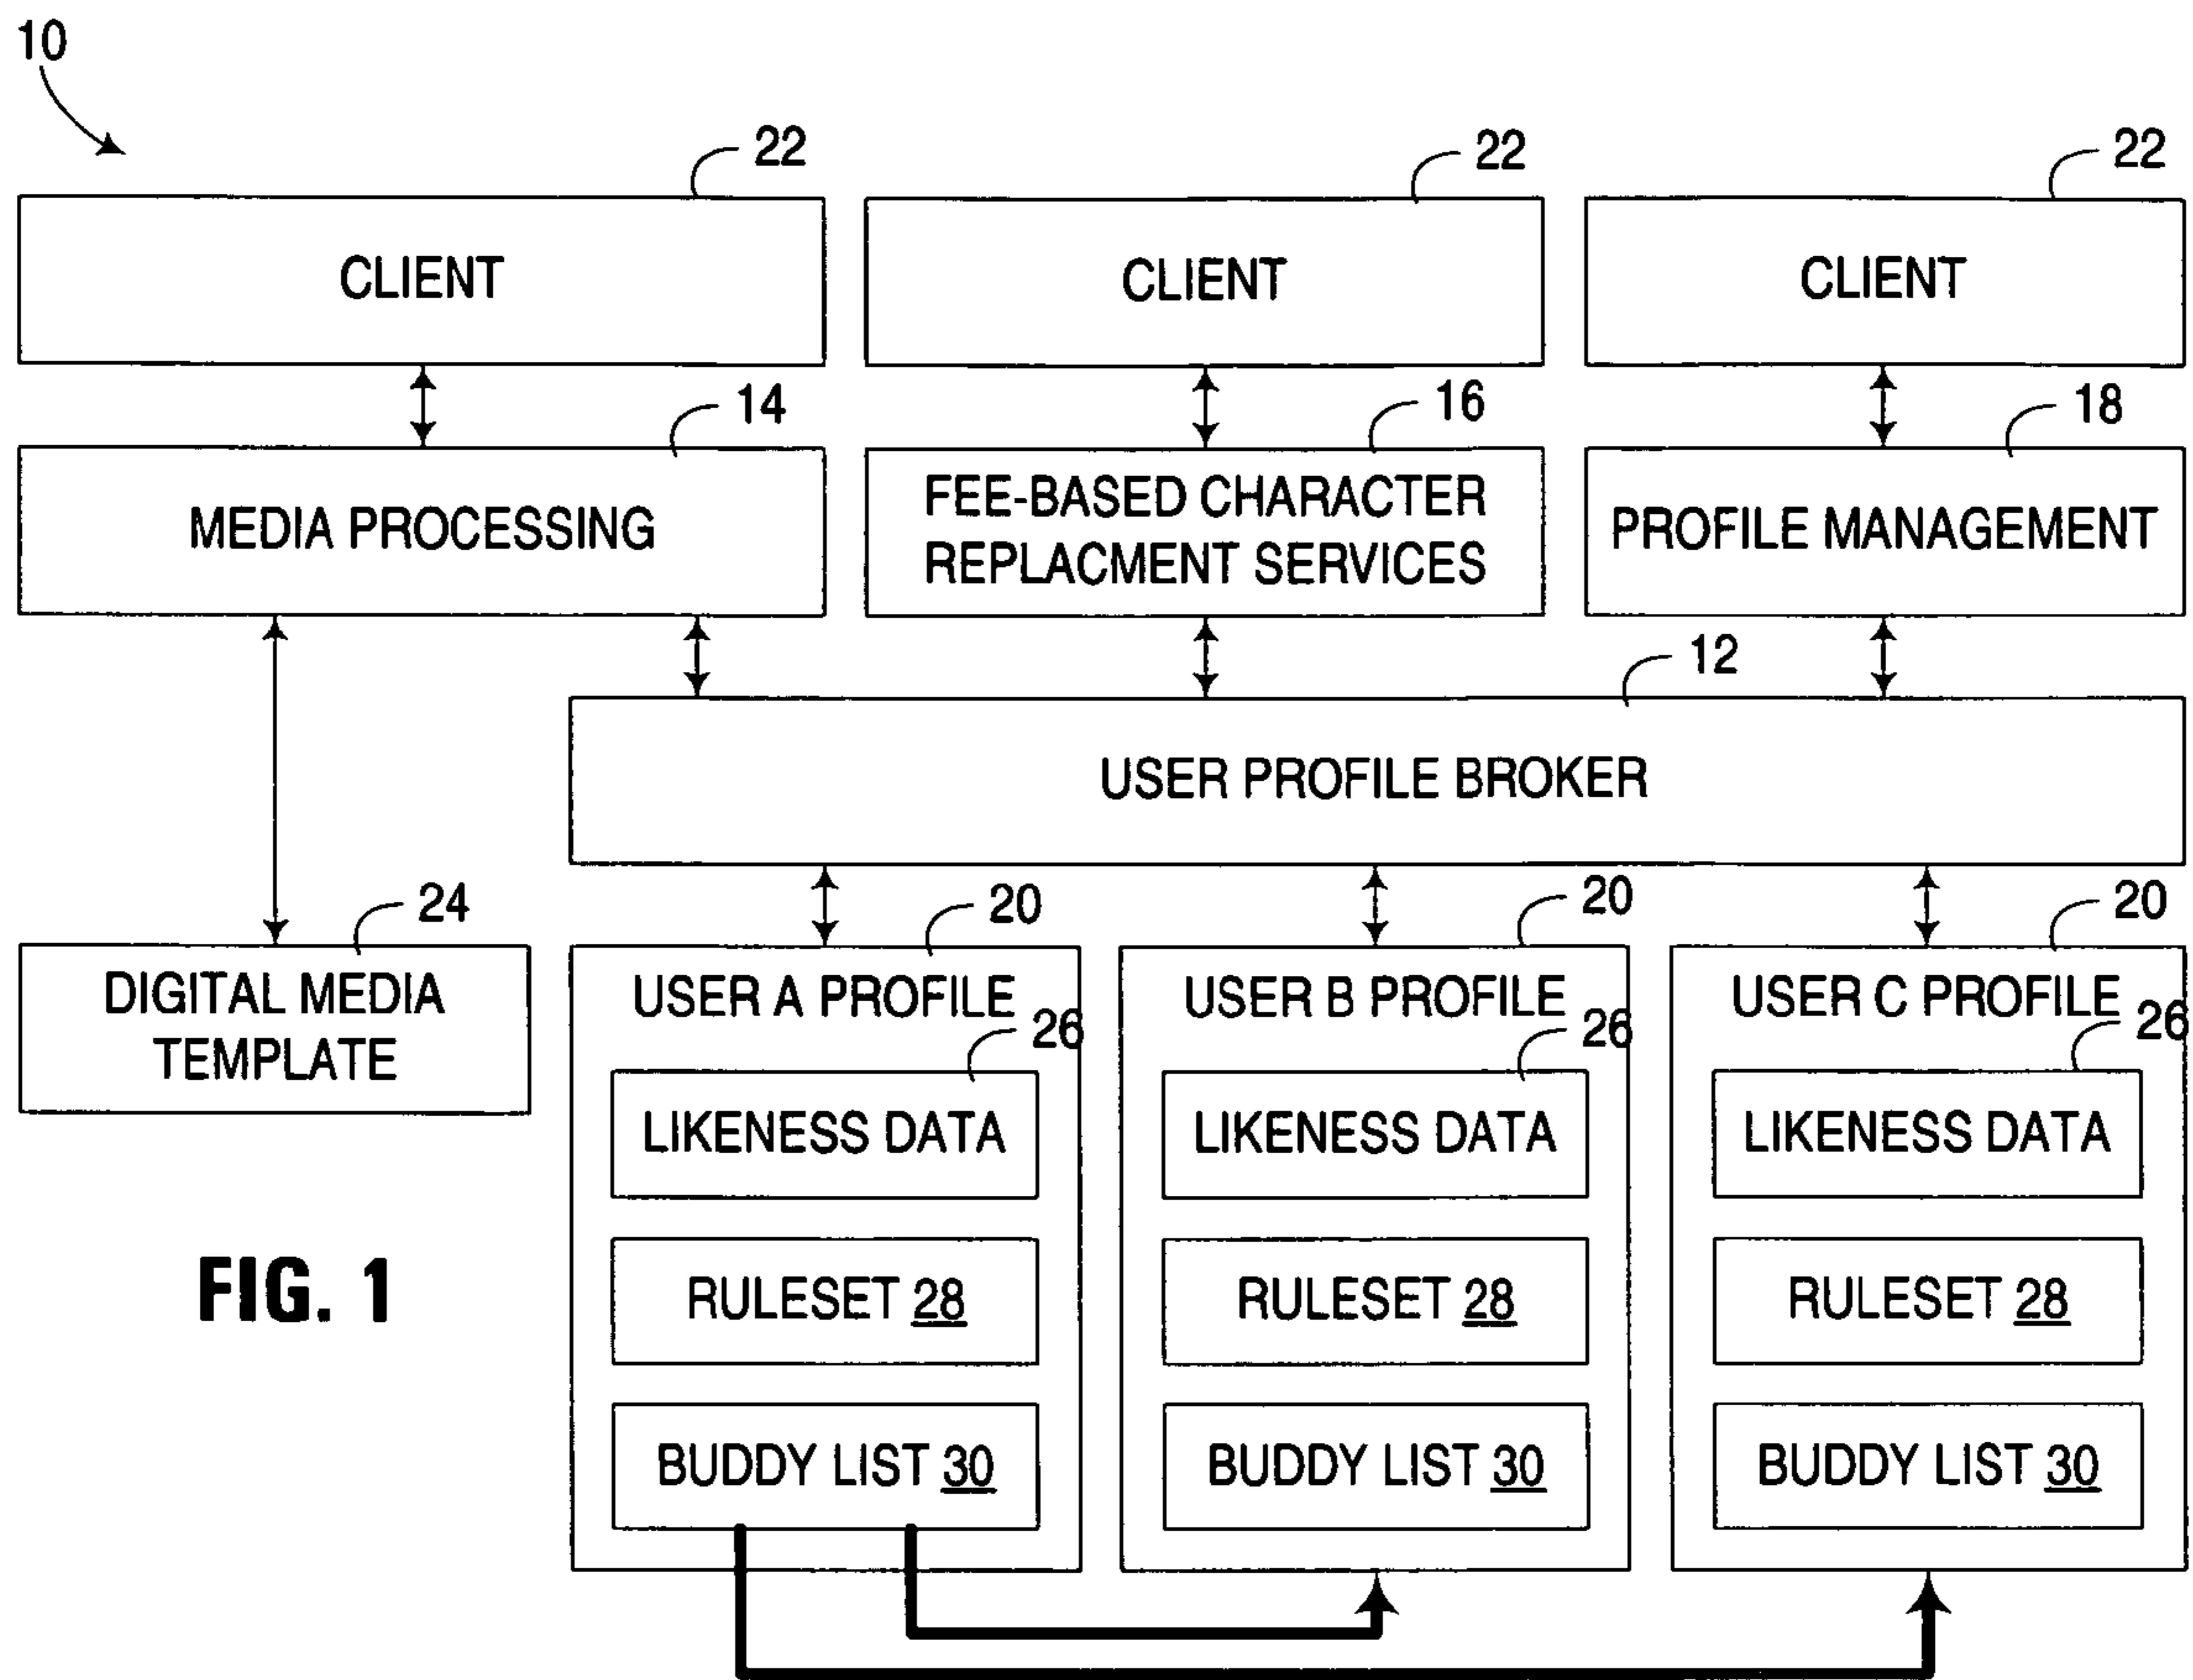 10
22
22
22
CLIENT
CLIENT
CLIENT
14
16
18
MEDIA PROCESSING
FEE-BASED CHARACTER
REPLACMENT SERVICES
PROFILE MANAGEMENT
12
USER PROFILE BROKER
24
20
20
20
DIGITAL MEDIA
TEMPLATE
USER A PROFILE
USER B PROFILE
USER C PROFILE
26
26
26
LIKENESS DATA
LIKENESS DATA
LIKENESS DATA
FIG. 1
RULESET 28
RULESET 28
RULESET 28
BUDDY LIST 30
BUDDY LIST 30
BUDDY LIST 30